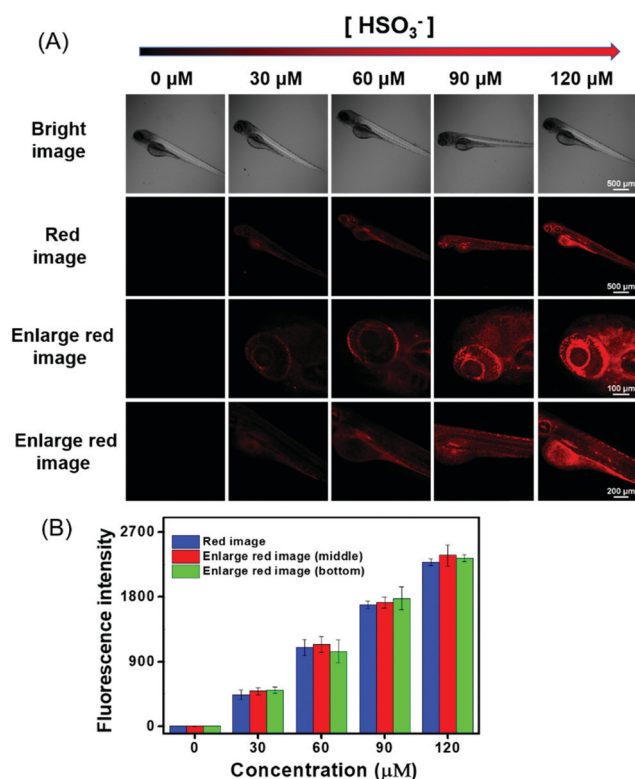 (A)
[ HSO₃⁻ ]
0 μM 30 μM 60 μM 90 μM 120 μM
Bright
image
500 μm
Red
image
500 μm
Enlarge red
image
100 μm
Enlarge red
image
200 μm
(B)
2700
1800
900
0
Fluorescence intensity
Red image
Enlarge red image (middle)
Enlarge red image (bottom)
0 30 60 90 120
Concentration (μM)